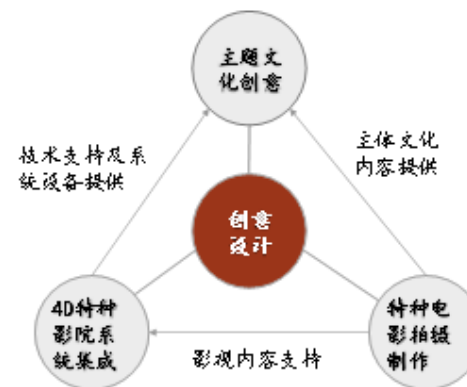 主题文
化创意
技术支持及系
统设备提供
主体文化
内容提供
创意
设计
4D特种
影院系
统集成
影视内容支持
特种电
影拍摄
制作